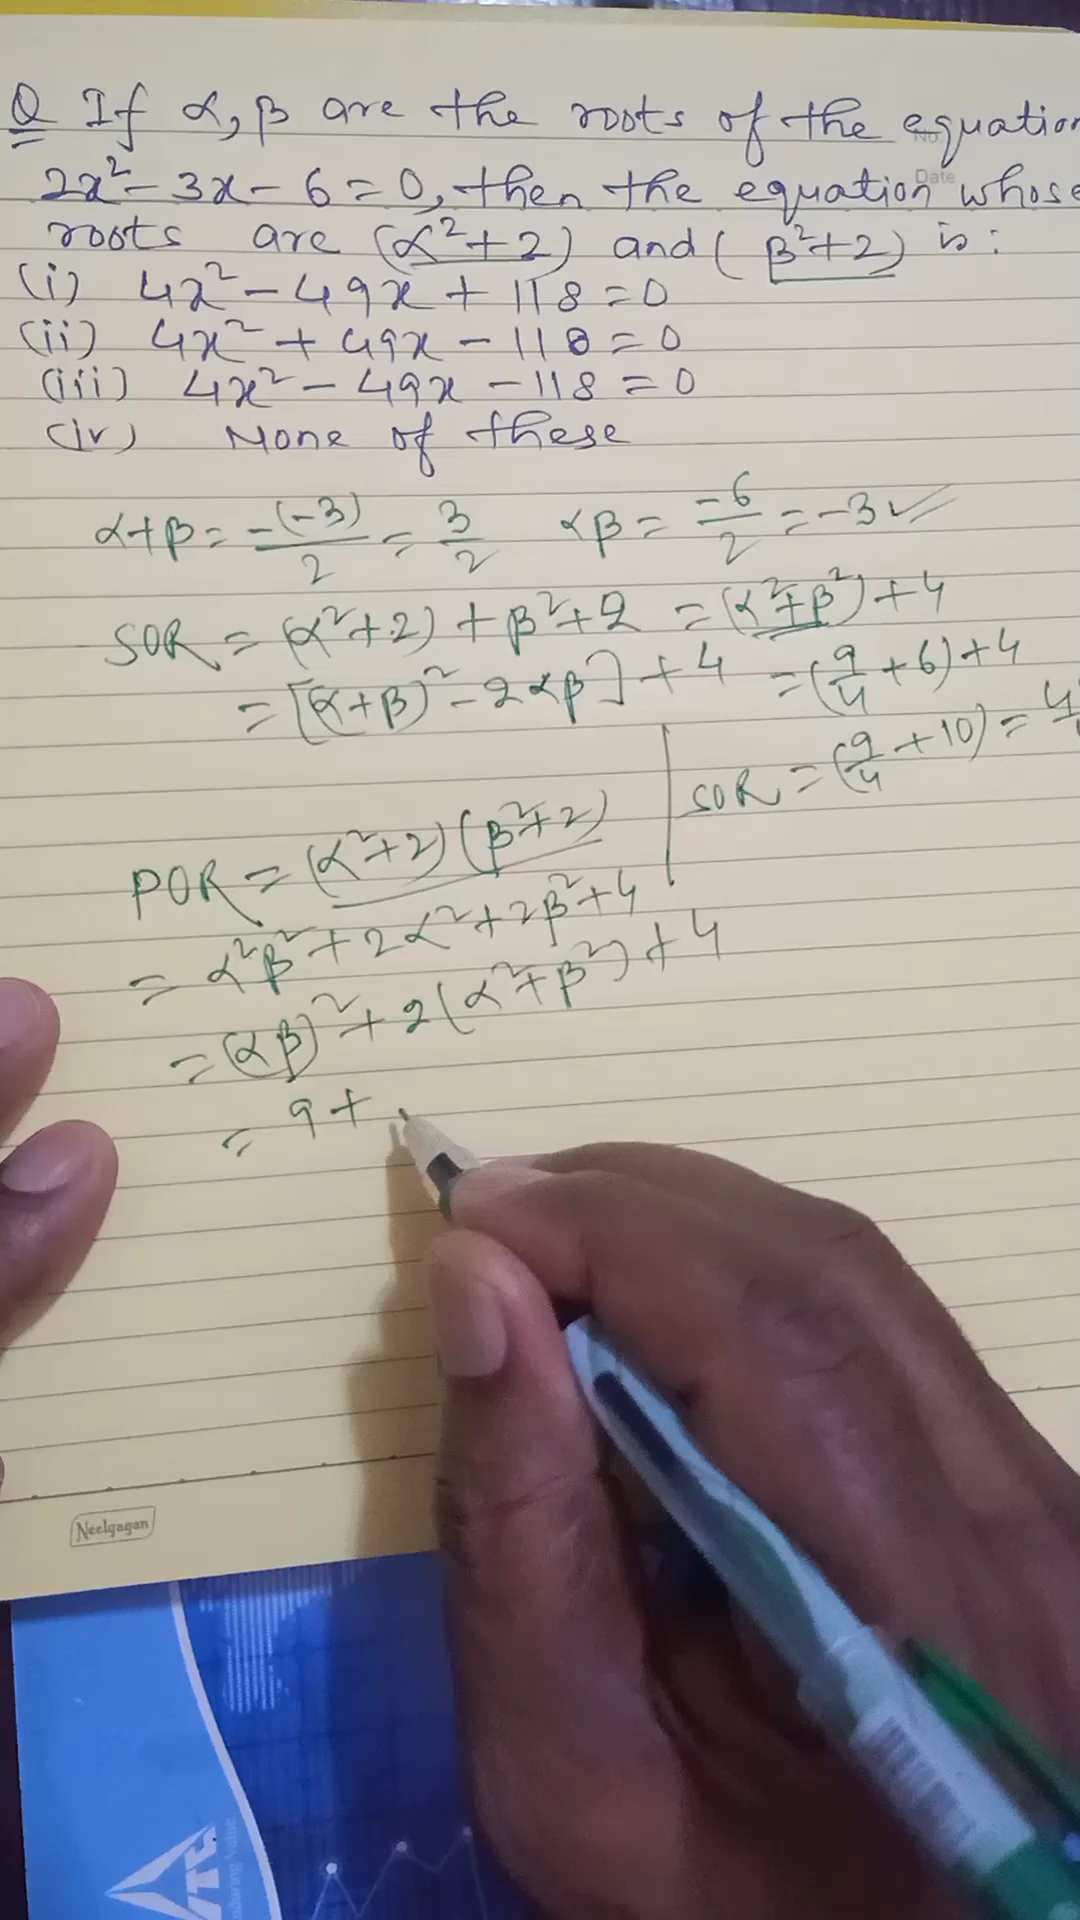 Q If α, β are the roots of the equation
2x² - 3x - 6 = 0, then the equation whose
roots are (α² + 2) and (β² + 2) is :
(i) 4x² - 49x + 118 = 0
(ii) 4x² + 49x - 118 = 0
(iii) 4x² - 49x - 118 = 0
(iv) None of these
α+β = -(-3)/2 = 3/2 αβ = -6/2 = -3 ✓
SOR = (α²+2) + β²+2 = (α²+β²) + 4
= [(α+β)² - 2αβ] + 4 = (9/4 + 6) + 4
SOR = (9/4 + 10) =
POR = (α²+2) (β²+2)
= α²β² + 2α² + 2β² + 4
= (αβ)² + 2(α²+β²) + 4
= 9 +
Date
Neelgagan